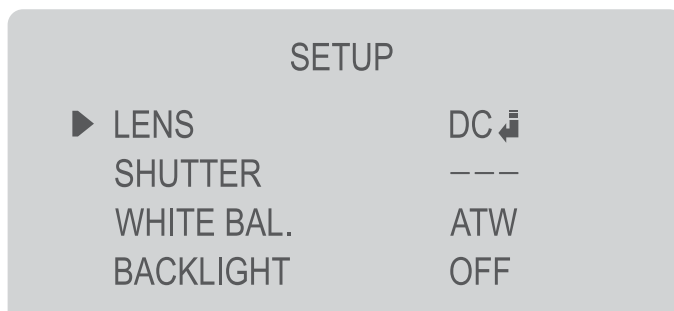 SETUP
LENS DC
SHUTTER ---
WHITE BAL. ATW
BACKLIGHT OFF